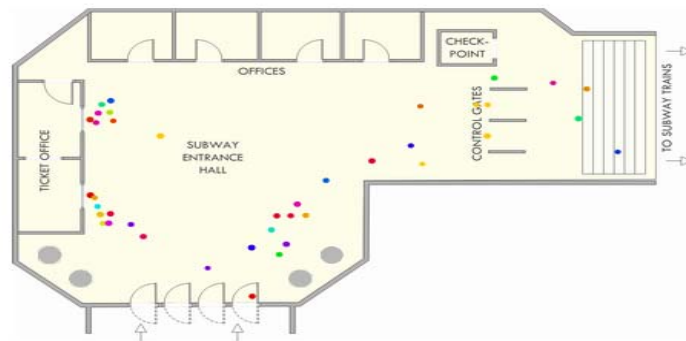 CHECK-
POINT
OFFICES
TO SUBWAY TRAINS
CONTROL GATES
SUBWAY
ENTRANCE
HALL
TICKET OFFICE